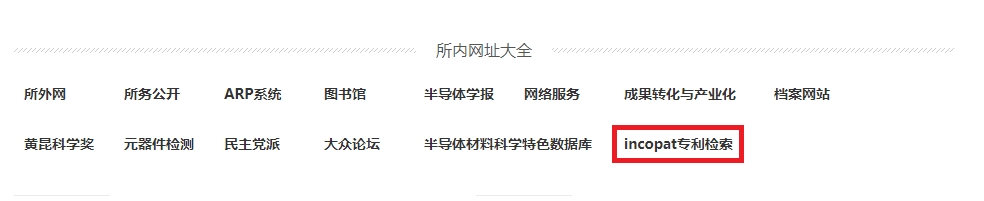 所内网址大全
所外网 所务公开 ARP系统 图书馆 半导体学报 网络服务 成果转化与产业化 档案网站
黄昆科学奖 元器件检测 民主党派 大众论坛 半导体材料科学特色数据库 incopat专利检索